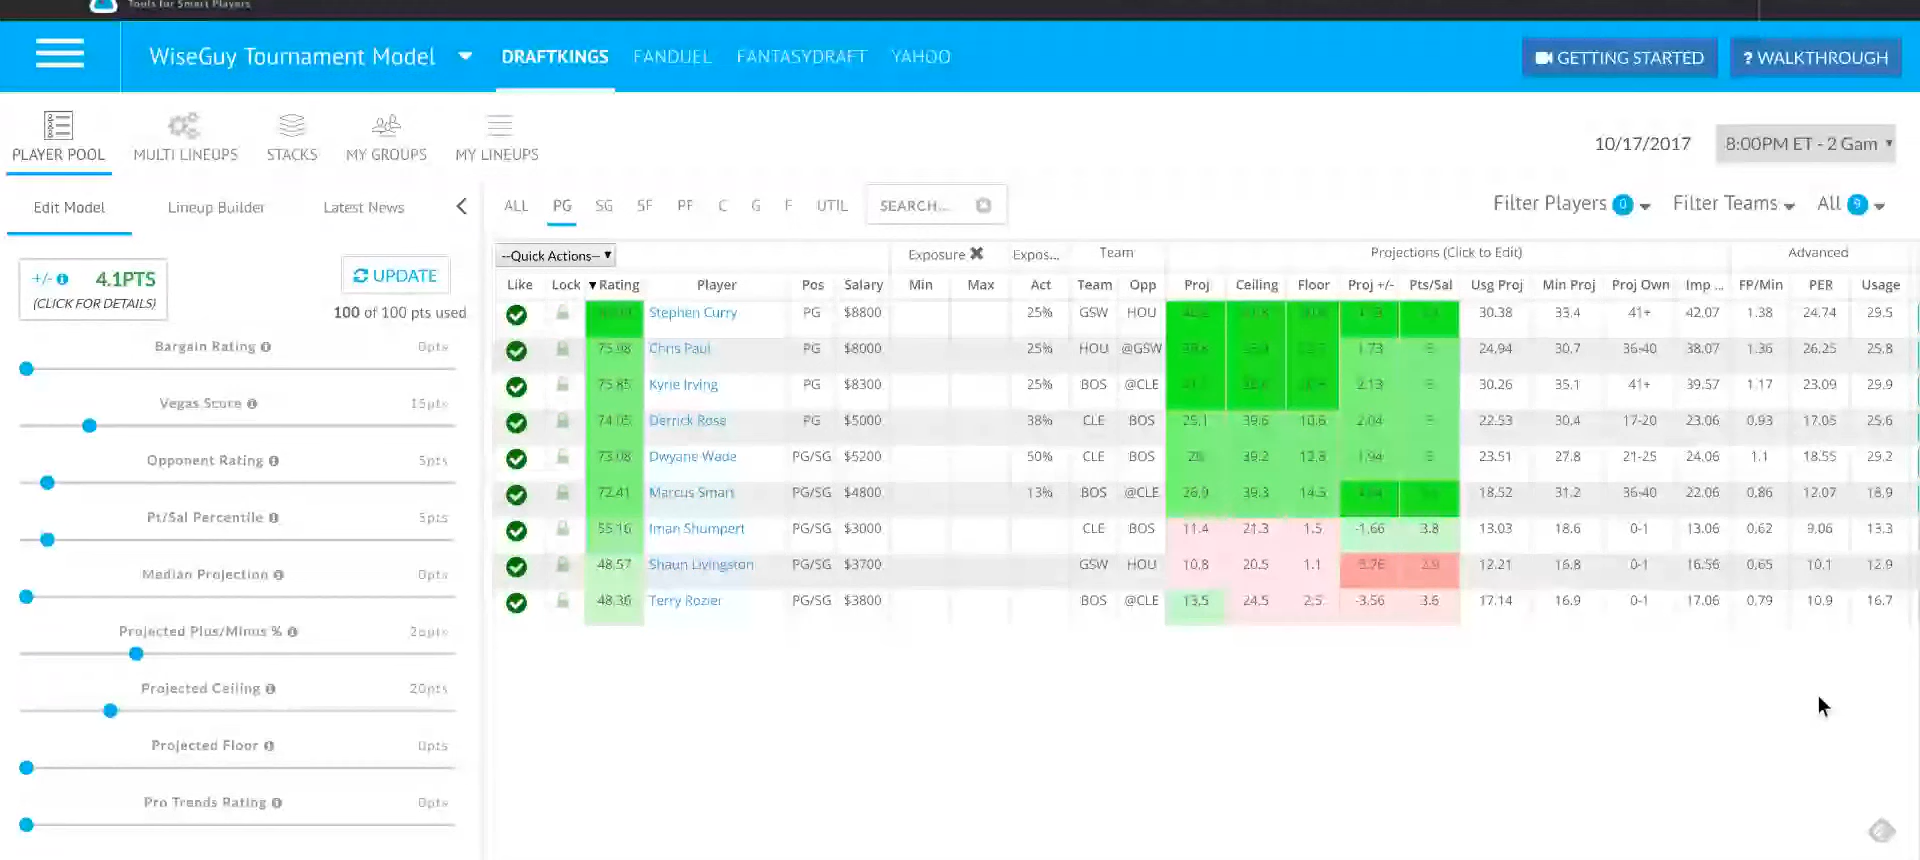 Tools for Smart Players
WiseGuy Tournament Model DRAFTKINGS FANDUEL FANTASYDRAFT YAHOO GETTING STARTED ? WALKTHROUGH
PLAYER POOL MULTI LINEUPS STACKS MY GROUPS MY LINEUPS 10/17/2017 8:00PM ET - 2 Gam
Edit Model Lineup Builder Latest News
ALL PG SG SF PF C G F UTIL SEARCH... Filter Players 0 Filter Teams All 9
+/- 4.1PTS
(CLICK FOR DETAILS)
UPDATE
100 of 100 pts used
Bargain Rating 0pts
Vegas Score 15pts
Opponent Rating 5pts
Pt/Sal Percentile 5pts
Median Projection 0pts
Projected Plus/Minus %
Projected Ceiling 20pts
Projected Floor 0pts
Pro Trends Rating 0pts
--Quick Actions-- Exposure Expos... Team Projections (Click to Edit) Advanced
Like Lock Rating Player Pos Salary Min Max Act Team Opp Proj Ceiling Floor Proj +/- Pts/Sal Usg Proj Min Proj Proj Own Imp ... FP/Min PER Usage
Stephen Curry PG $8800 25% GSW HOU 30.38 33.4 41+ 42.07 1.38 24.74 29.5
75.98 Chris Paul PG $8000 25% HOU @GSW 1.73 5 24.94 30.7 36-40 38.07 1.36 26.25 25.8
75.85 Kyrie Irving PG $8300 25% BOS @CLE 2.13 5 30.26 35.1 41+ 39.57 1.17 23.09 29.9
74.05 Derrick Rose PG $5000 38% CLE BOS 25.1 39.6 10.6 2.04 5 22.53 30.4 17-20 23.06 0.93 17.05 25.6
73.08 Dwyane Wade PG/SG $5200 50% CLE BOS 26 39.2 12.8 1.94 5 23.51 27.8 21-25 24.06 1.1 18.55 29.2
72.41 Marcus Smart PG/SG $4800 13% BOS @CLE 26.9 39.3 14.5 18.52 31.2 36-40 22.06 0.86 12.07 18.9
55.16 Iman Shumpert PG/SG $3000 CLE BOS 11.4 21.3 1.5 -1.66 3.8 13.03 18.6 0-1 13.06 0.62 9.06 13.3
48.57 Shaun Livingston PG/SG $3700 GSW HOU 10.8 20.5 1.1 2.9 12.21 16.8 0-1 16.56 0.65 10.1 12.9
48.36 Terry Rozier PG/SG $3800 BOS @CLE 13.5 24.5 2.5 -3.56 3.6 17.14 16.9 0-1 17.06 0.79 10.9 16.7